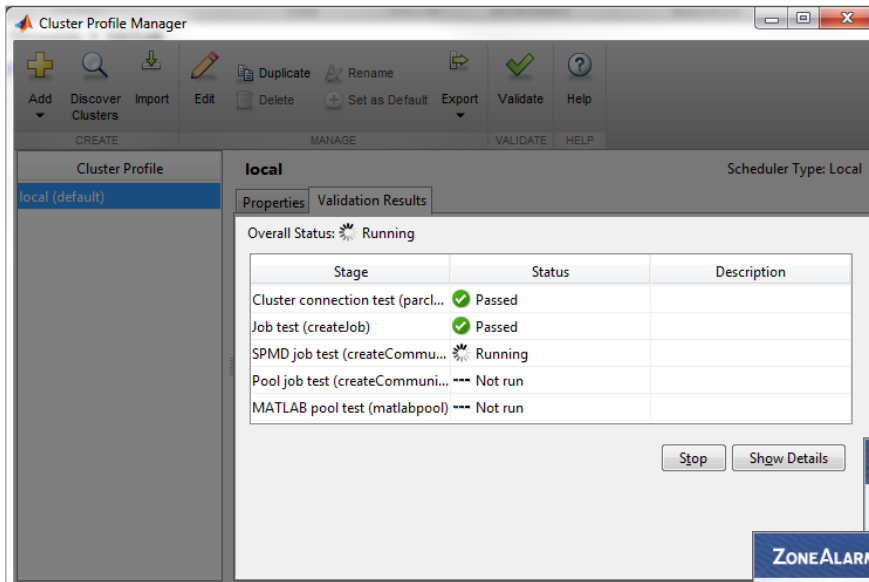 Cluster Profile Manager
Add
Discover Clusters
Import
Edit
Duplicate
Delete
Rename
Set as Default
Export
Validate
Help
CREATE
MANAGE
VALIDATE
HELP
Cluster Profile
local (default)
local
Scheduler Type: Local
Properties
Validation Results
Overall Status: Running
Stage Status Description
Cluster connection test (parcl... Passed
Job test (createJob) Passed
SPMD job test (createCommu... Running
Pool job test (createCommuni... --- Not run
MATLAB pool test (matlabpool) --- Not run
Stop
Show Details
ZONEALARM